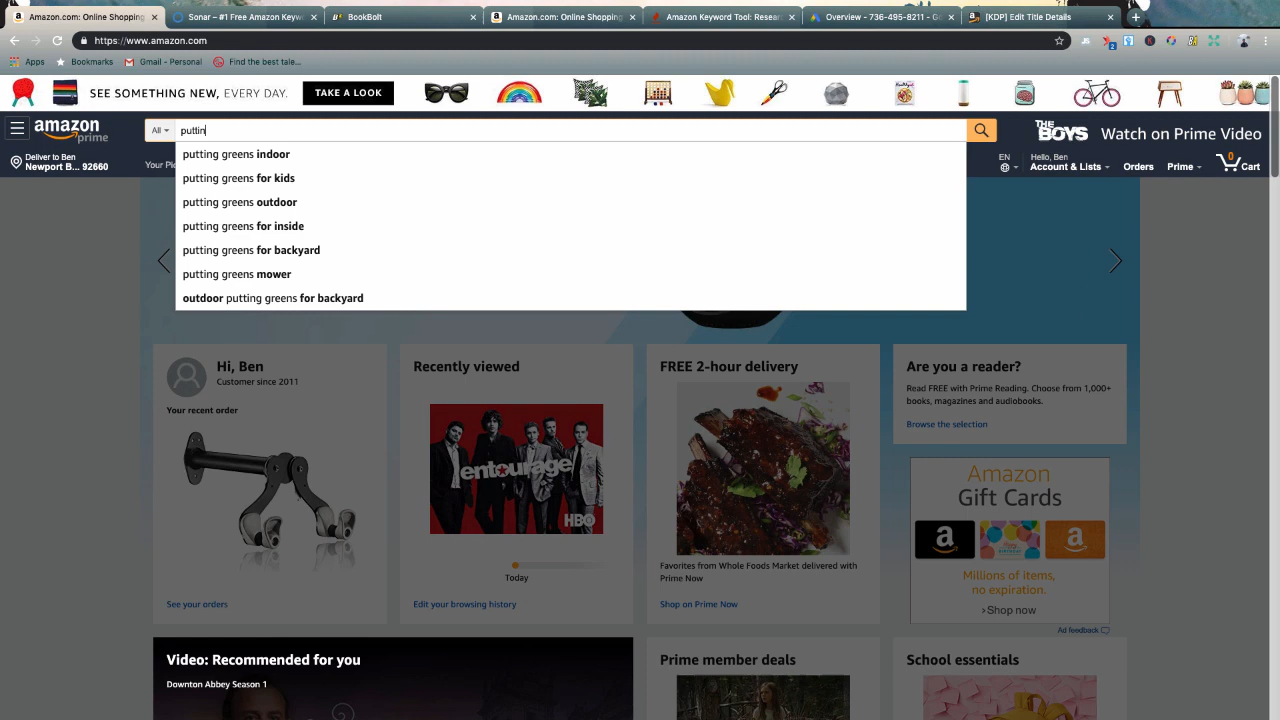 Amazon.com: Online Shopping
Sonar – #1 Free Amazon Keyw
BookBolt
Amazon.com: Online Shopping
Amazon Keyword Tool: Resear
Overview - 736-495-8211 - G
[KDP] Edit Title Details
https://www.amazon.com
Apps
Bookmarks
Gmail - Personal
Find the best tale...
SEE SOMETHING NEW, EVERY DAY.
TAKE A LOOK
amazon
prime
All
puttin
THE BOYS
Watch on Prime Video
Deliver to Ben
Newport B... 92660
EN
Hello, Ben
Account & Lists
Orders
Prime
0
Cart
putting greens indoor
putting greens for kids
putting greens outdoor
putting greens for inside
putting greens for backyard
putting greens mower
outdoor putting greens for backyard
Hi, Ben
Customer since 2011
Your recent order
See your orders
Recently viewed
entourage
HBO
Today
Edit your browsing history
FREE 2-hour delivery
Favorites from Whole Foods Market delivered with
Prime Now
Shop on Prime Now
Are you a reader?
Read FREE with Prime Reading. Choose from 1,000+
books, magazines and audiobooks.
Browse the selection
Amazon
Gift Cards
Millions of items,
no expiration.
›Shop now
Ad feedback
Video: Recommended for you
Downton Abbey Season 1
Prime member deals
School essentials